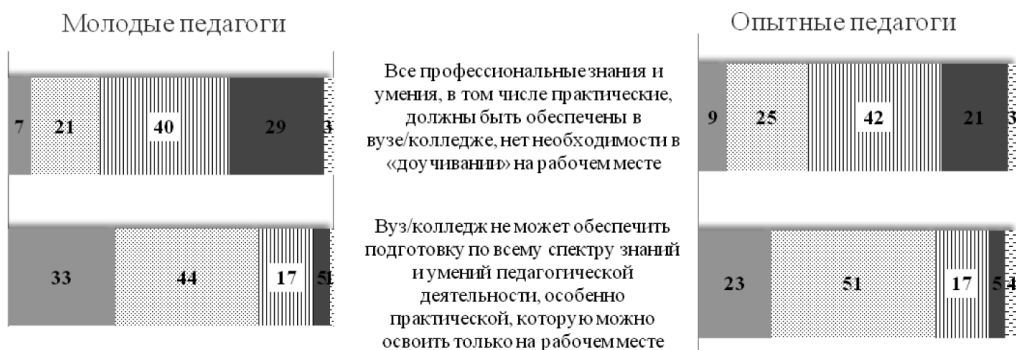 Молодые педагоги
Опытные педагоги
7 21 40 29 3
Все профессиональные знания и
умения, в том числе практические,
должны быть обеспечены в
вузе/колледже, нет необходимости в
«доучивании» на рабочем месте
9 25 42 21 3
33 44 17 5 1
Вуз/колледж не может обеспечить
подготовку по всему спектру знаний
и умений педагогической
деятельности, особенно
практической, которую можно
освоить только на рабочем месте
23 51 17 5 4